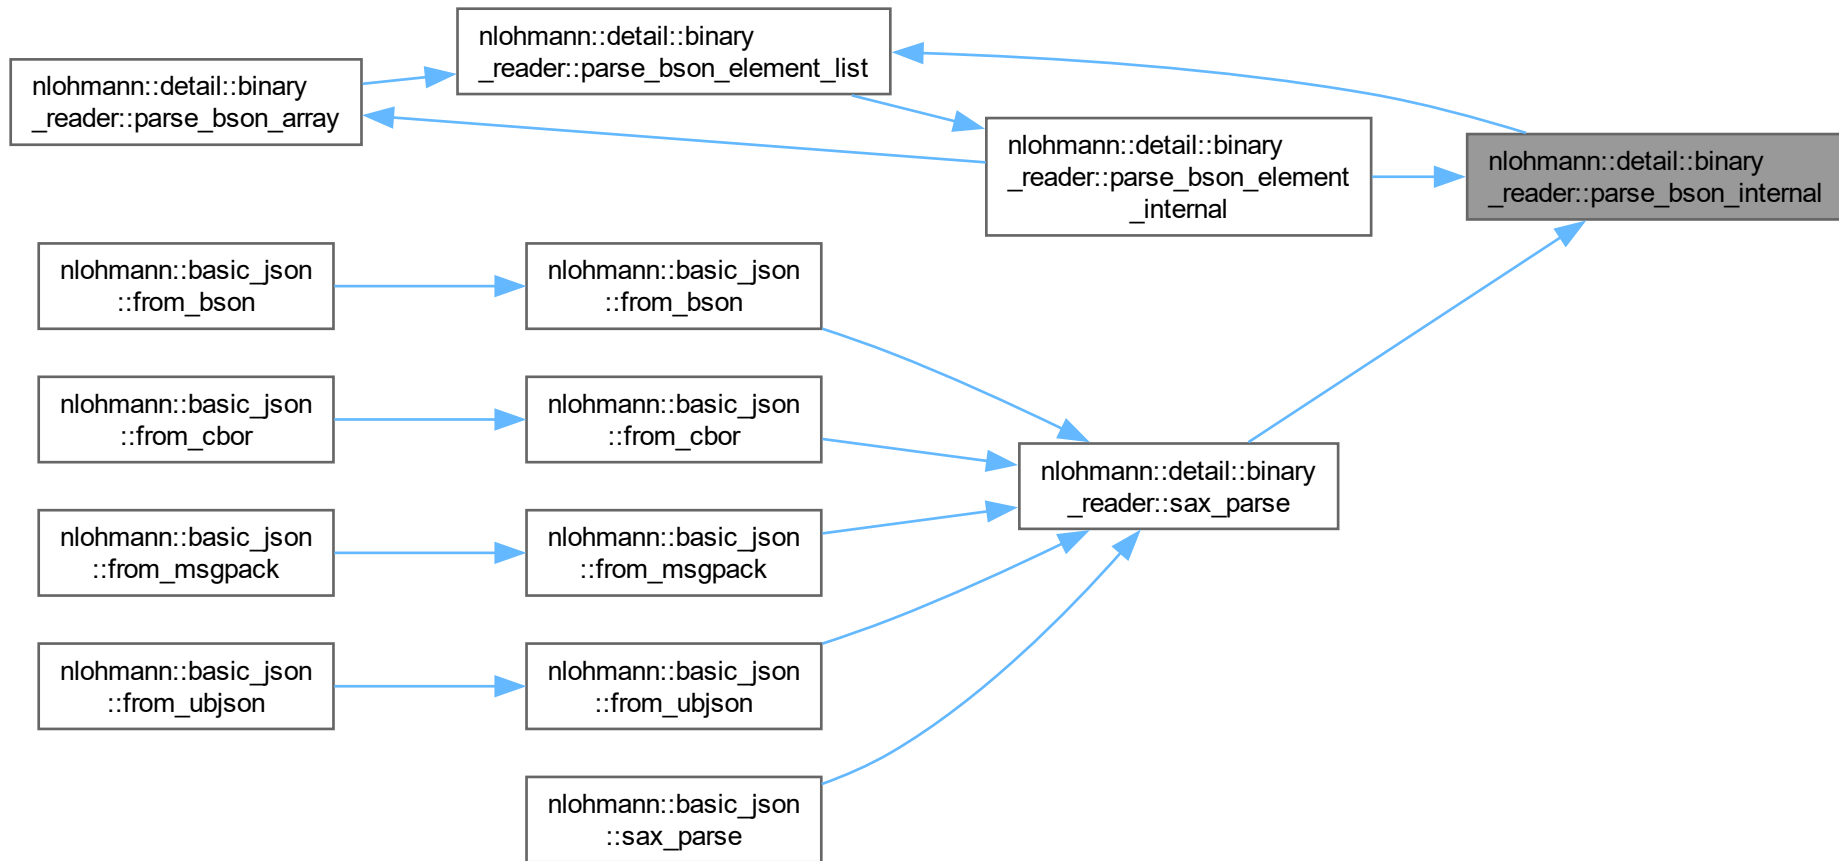 nlohmann::detail::binary
_reader::parse_bson_element_list
nlohmann::detail::binary
_reader::parse_bson_array
nlohmann::detail::binary
_reader::parse_bson_element
_internal
nlohmann::detail::binary
_reader::parse_bson_internal
nlohmann::basic_json
::from_bson
nlohmann::basic_json
::from_bson
nlohmann::basic_json
::from_cbor
nlohmann::basic_json
::from_cbor
nlohmann::detail::binary
_reader::sax_parse
nlohmann::basic_json
::from_msgpack
nlohmann::basic_json
::from_msgpack
nlohmann::basic_json
::from_ubjson
nlohmann::basic_json
::from_ubjson
nlohmann::basic_json
::sax_parse